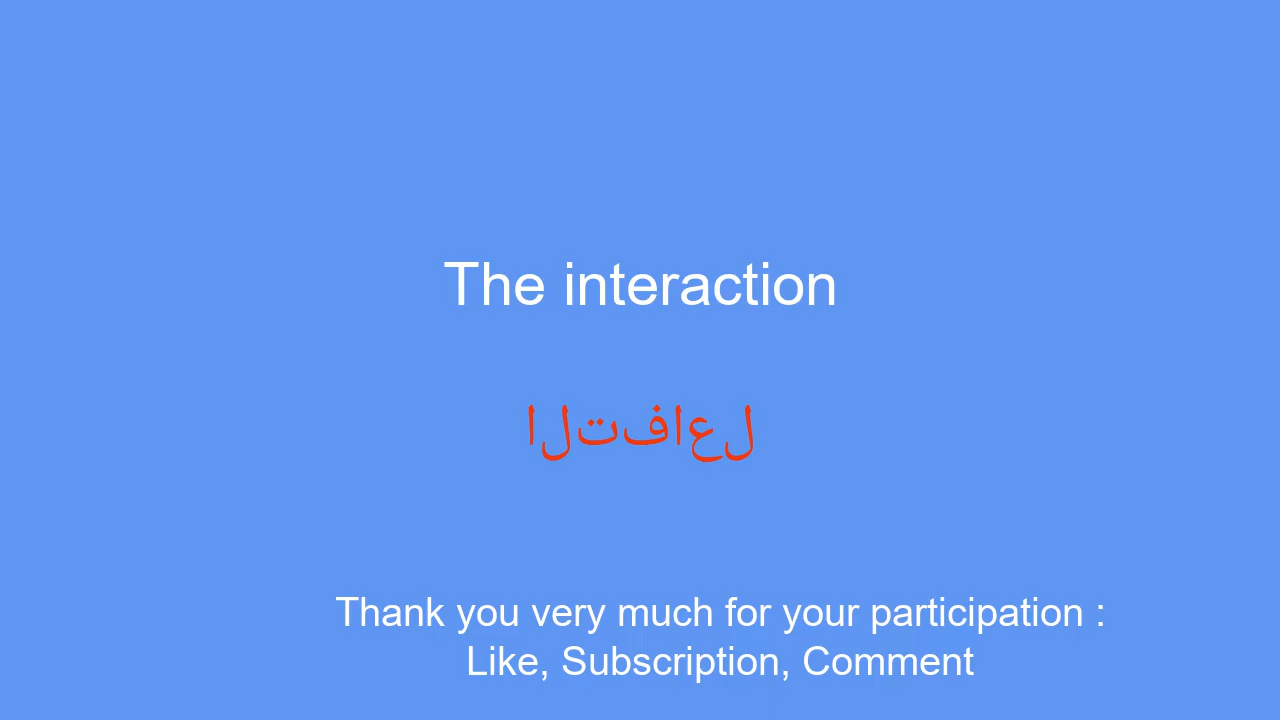 The interaction
التفاعل
Thank you very much for your participation :
Like, Subscription, Comment